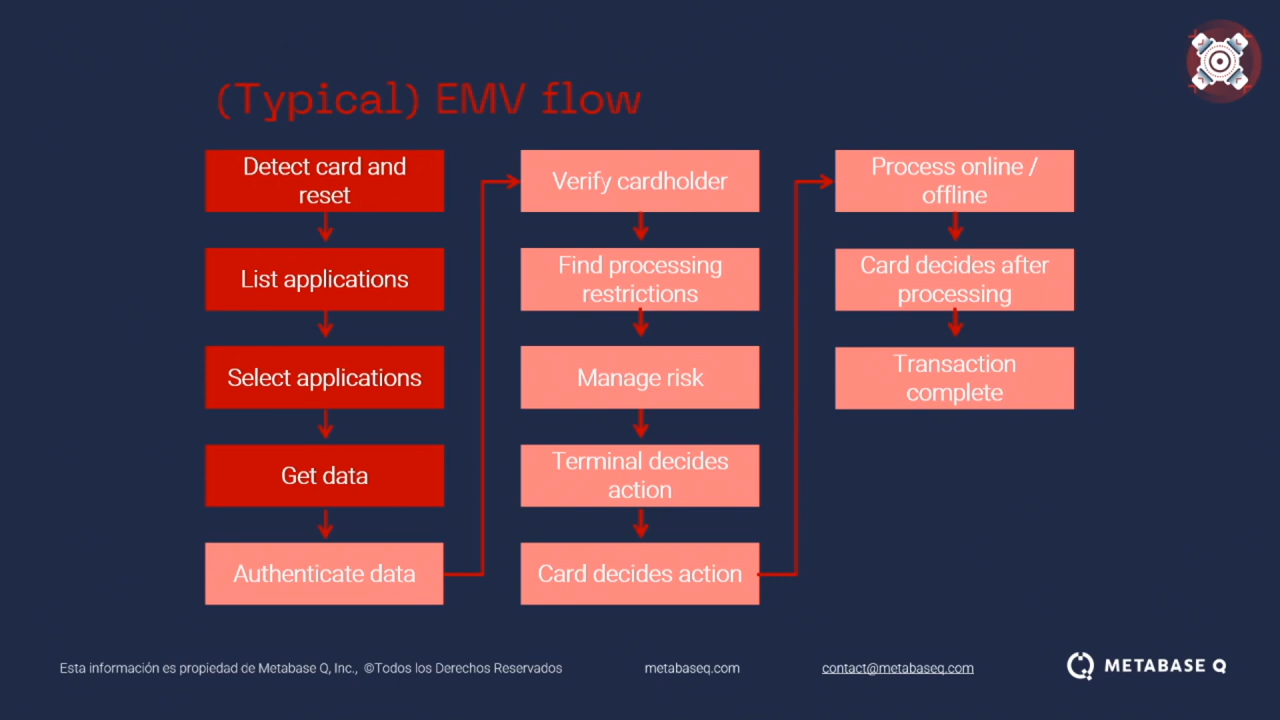 (Typical) EMV flow
Detect card and
reset
List applications
Select applications
Get data
Authenticate data
Verify cardholder
Find processing
restrictions
Manage risk
Terminal decides
action
Card decides action
Process online /
offline
Card decides after
processing
Transaction
complete
Esta información es propiedad de Metabase Q, Inc., ©Todos los Derechos Reservados
metabaseq.com
contact@metabaseq.com
METABASE Q